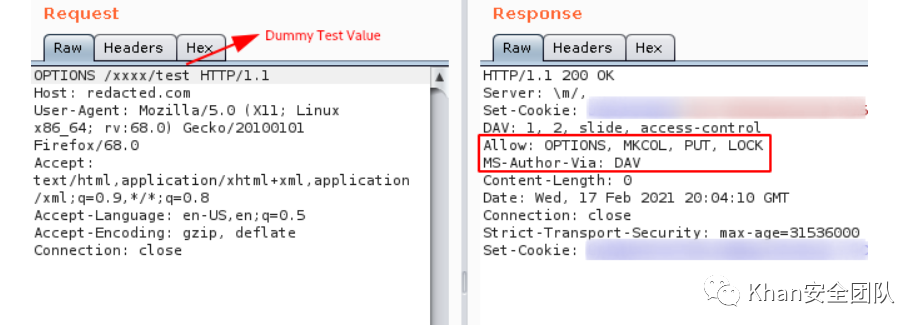 Request
Raw Headers Hex
Dummy Test Value
OPTIONS /xxxx/test HTTP/1.1
Host: redacted.com
User-Agent: Mozilla/5.0 (X11; Linux
x86_64; rv:68.0) Gecko/20100101
Firefox/68.0
Accept:
text/html,application/xhtml+xml,application
/xml;q=0.9,*/*;q=0.8
Accept-Language: en-US,en;q=0.5
Accept-Encoding: gzip, deflate
Connection: close
Response
Raw Headers Hex
HTTP/1.1 200 OK
Server: \m/,
Set-Cookie:
DAV: 1, 2, slide, access-control
Allow: OPTIONS, MKCOL, PUT, LOCK
MS-Author-Via: DAV
Content-Length: 0
Date: Wed, 17 Feb 2021 20:04:10 GMT
Connection: close
Strict-Transport-Security: max-age=31536000
Set-Cookie:
Khan安全团队